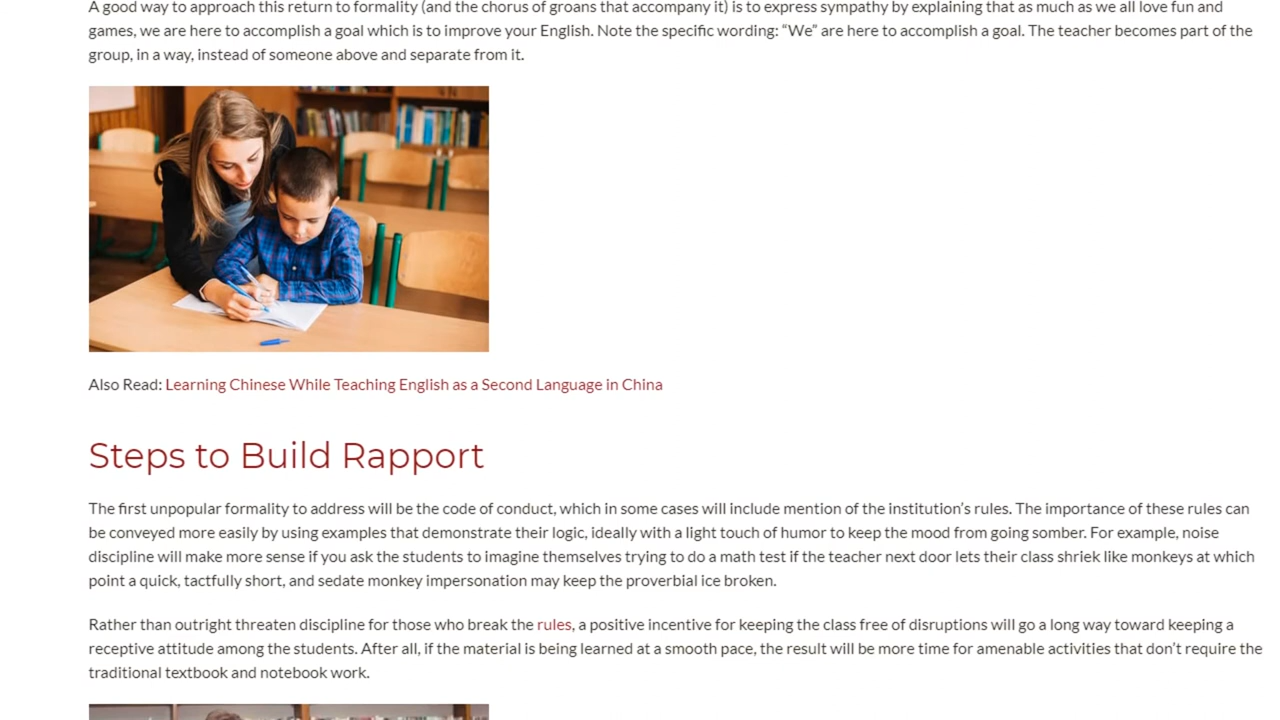 A good way to approach this return to formality (and the chorus of groans that accompany it) is to express sympathy by explaining that as much as we all love fun and
games, we are here to accomplish a goal which is to improve your English. Note the specific wording: “We” are here to accomplish a goal. The teacher becomes part of the
group, in a way, instead of someone above and separate from it.
Also Read: Learning Chinese While Teaching English as a Second Language in China
Steps to Build Rapport
The first unpopular formality to address will be the code of conduct, which in some cases will include mention of the institution’s rules. The importance of these rules can
be conveyed more easily by using examples that demonstrate their logic, ideally with a light touch of humor to keep the mood from going somber. For example, noise
discipline will make more sense if you ask the students to imagine themselves trying to do a math test if the teacher next door lets their class shriek like monkeys at which
point a quick, tactfully short, and sedate monkey impersonation may keep the proverbial ice broken.
Rather than outright threaten discipline for those who break the rules, a positive incentive for keeping the class free of disruptions will go a long way toward keeping a
receptive attitude among the students. After all, if the material is being learned at a smooth pace, the result will be more time for amenable activities that don’t require the
traditional textbook and notebook work.